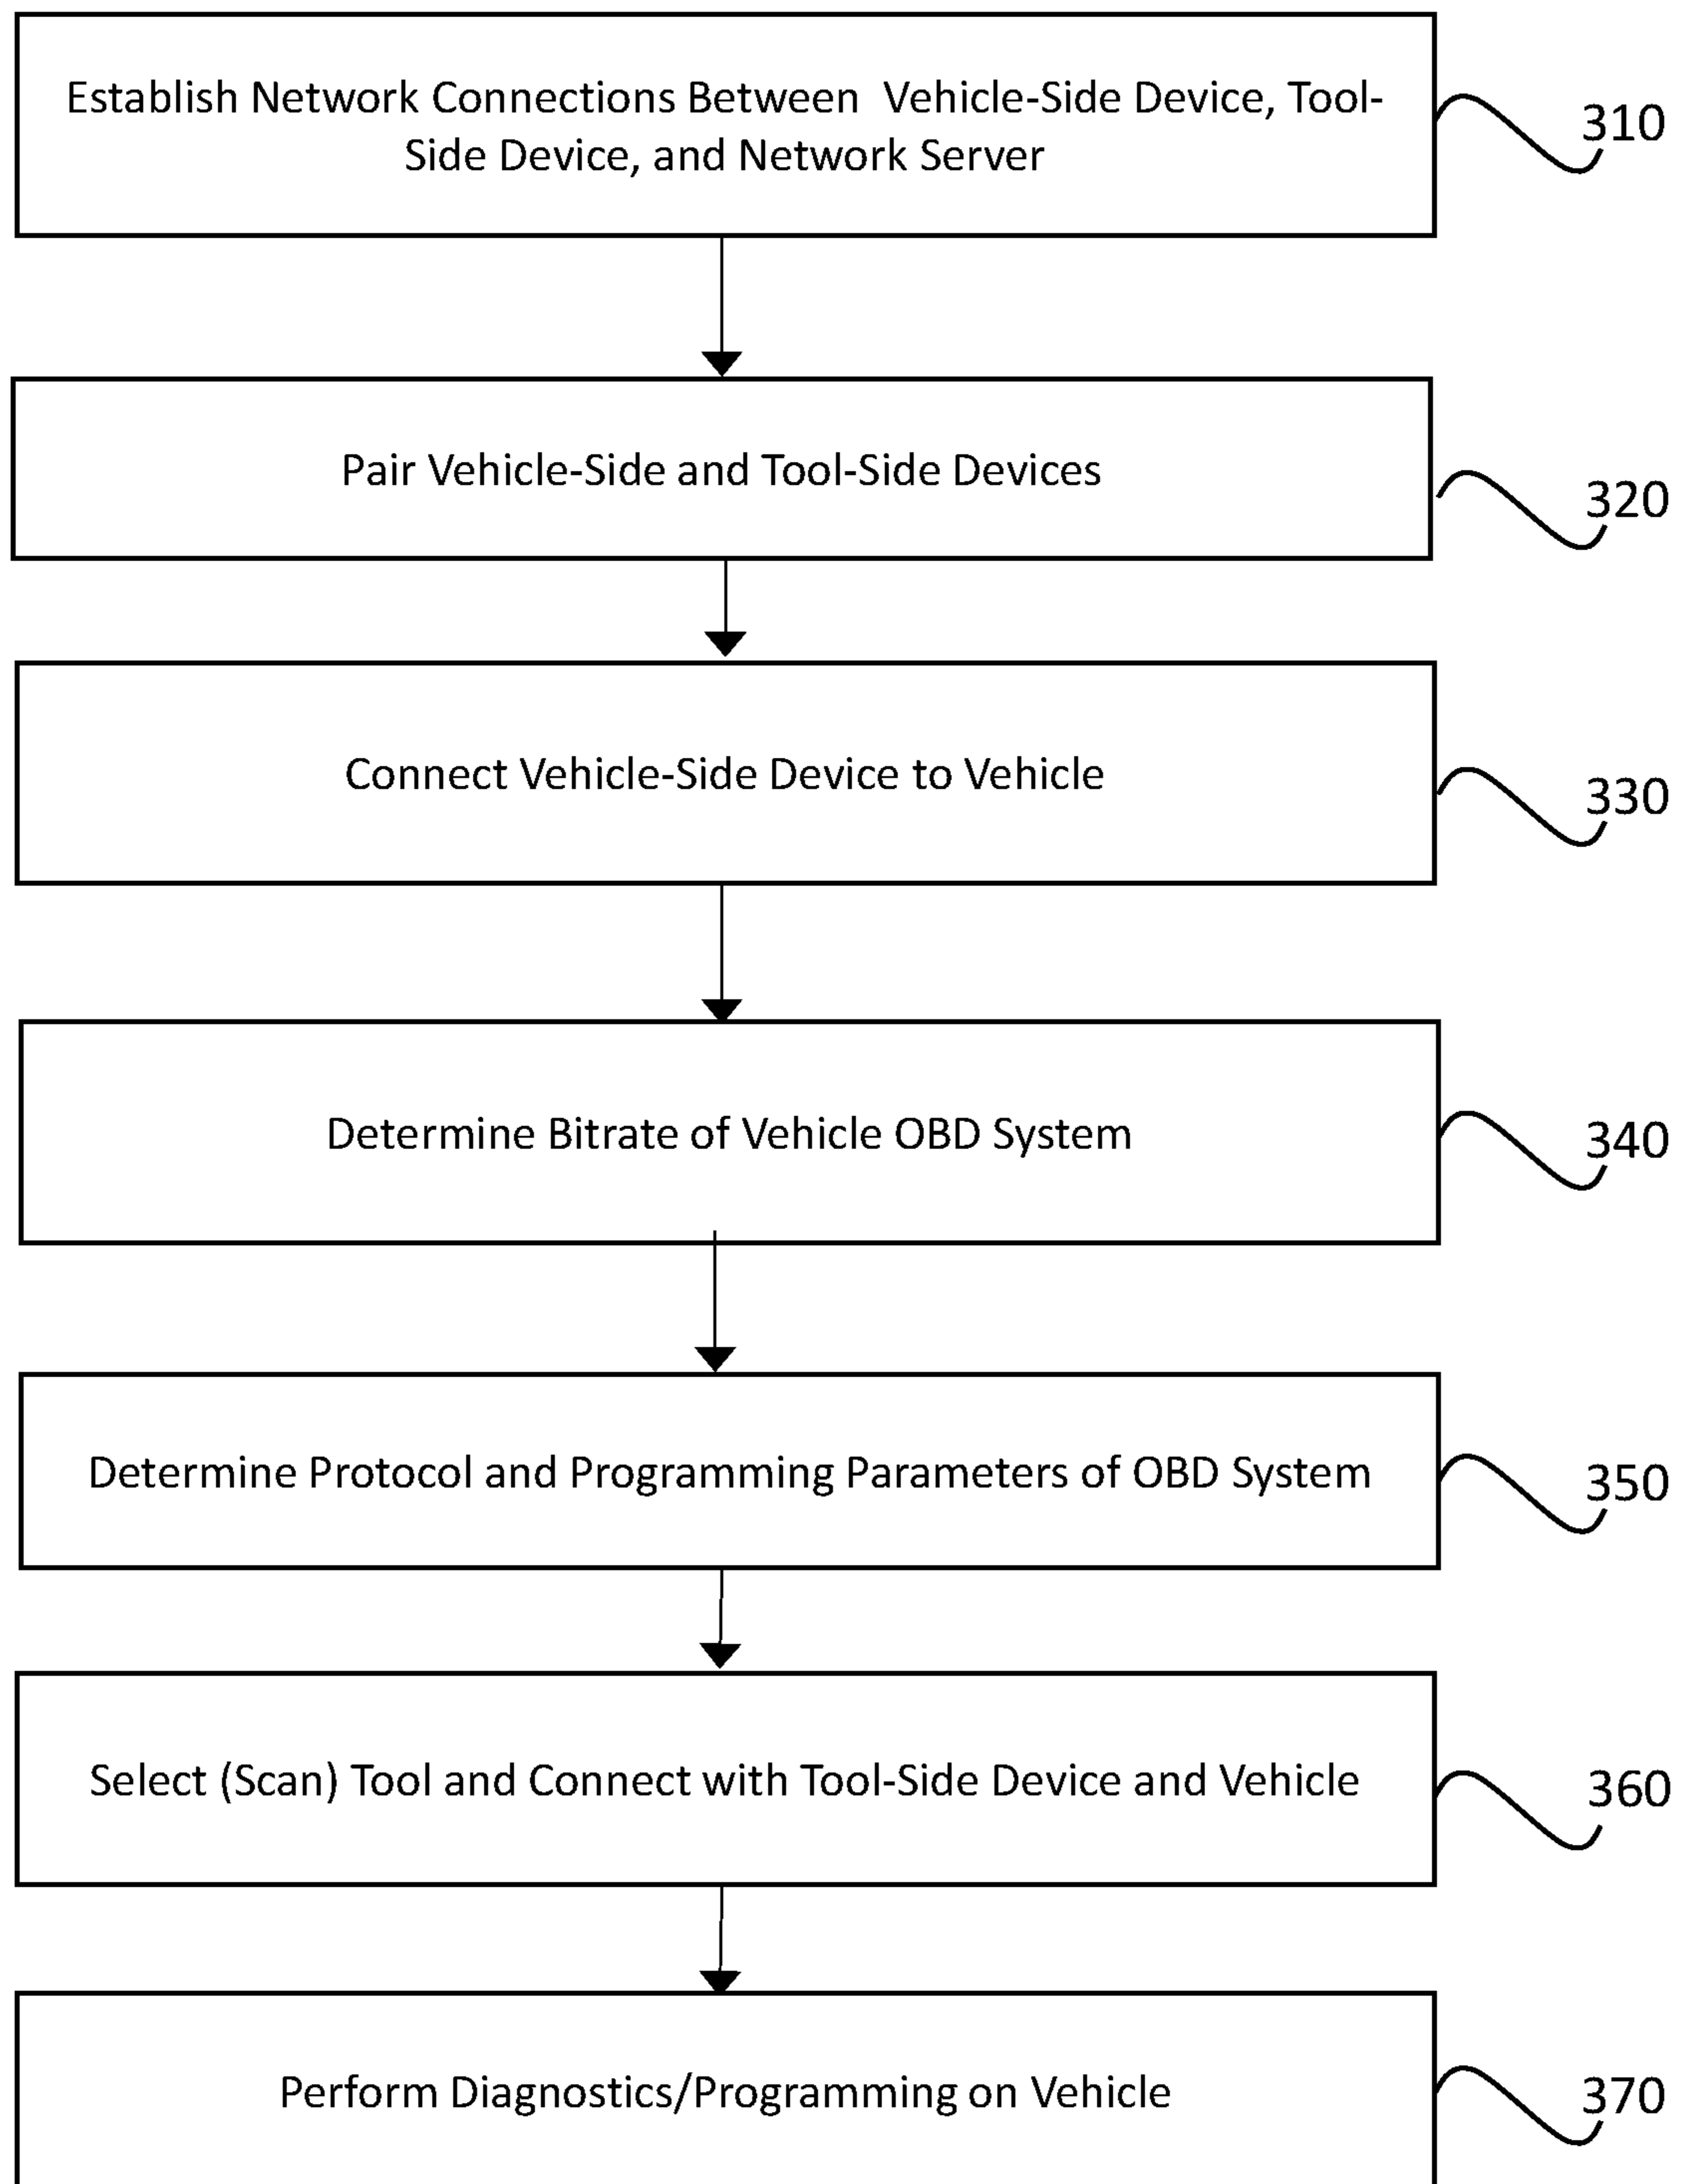 Establish Network Connections Between Vehicle-Side Device, Tool-
Side Device, and Network Server
310
Pair Vehicle-Side and Tool-Side Devices
320
Connect Vehicle-Side Device to Vehicle
330
Determine Bitrate of Vehicle OBD System
340
Determine Protocol and Programming Parameters of OBD System
350
Select (Scan) Tool and Connect with Tool-Side Device and Vehicle
360
Perform Diagnostics/Programming on Vehicle
370